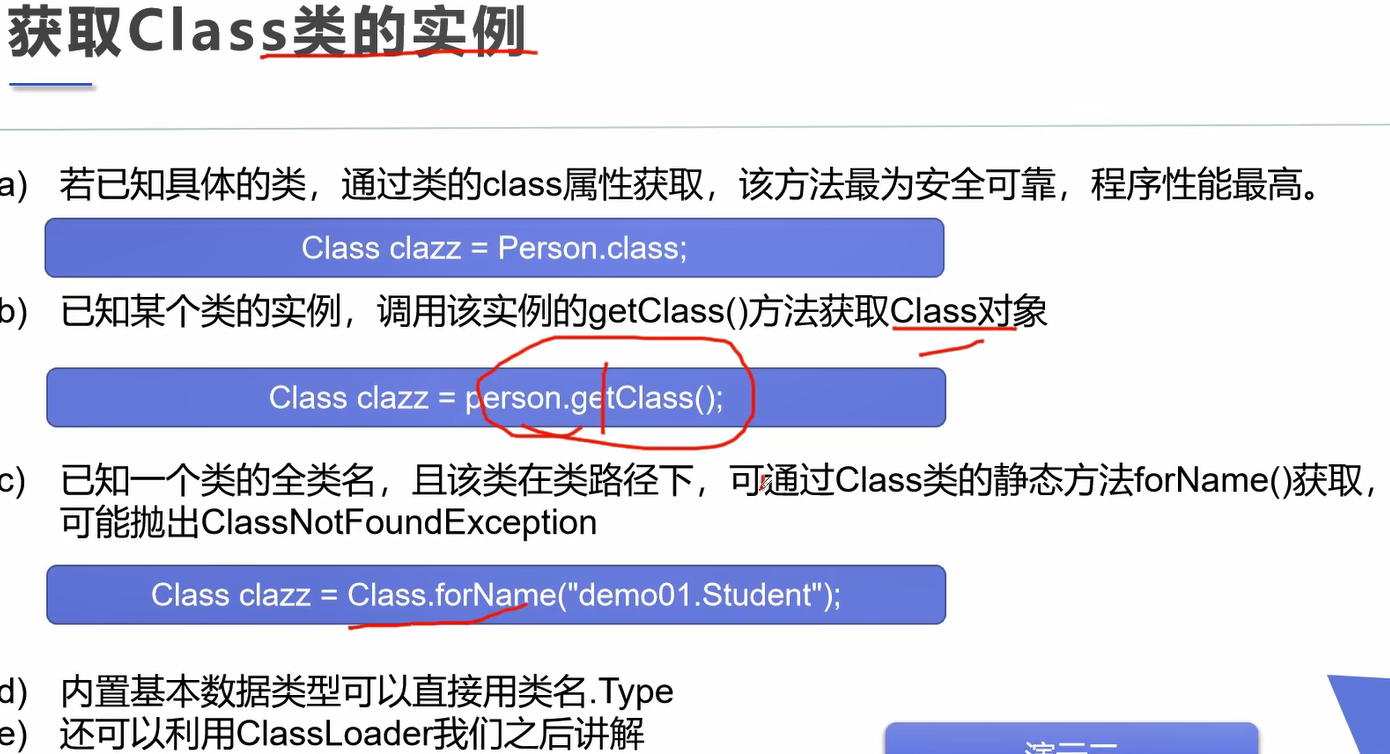 获取Class类的实例
a) 若已知具体的类，通过类的class属性获取，该方法最为安全可靠，程序性能最高。
Class clazz = Person.class;
b) 已知某个类的实例，调用该实例的getClass()方法获取Class对象
Class clazz = person.getClass();
c) 已知一个类的全类名，且该类在类路径下，可通过Class类的静态方法forName()获取，
可能抛出ClassNotFoundException
Class clazz = Class.forName("demo01.Student");
d) 内置基本数据类型可以直接用类名.Type
e) 还可以利用ClassLoader我们之后讲解